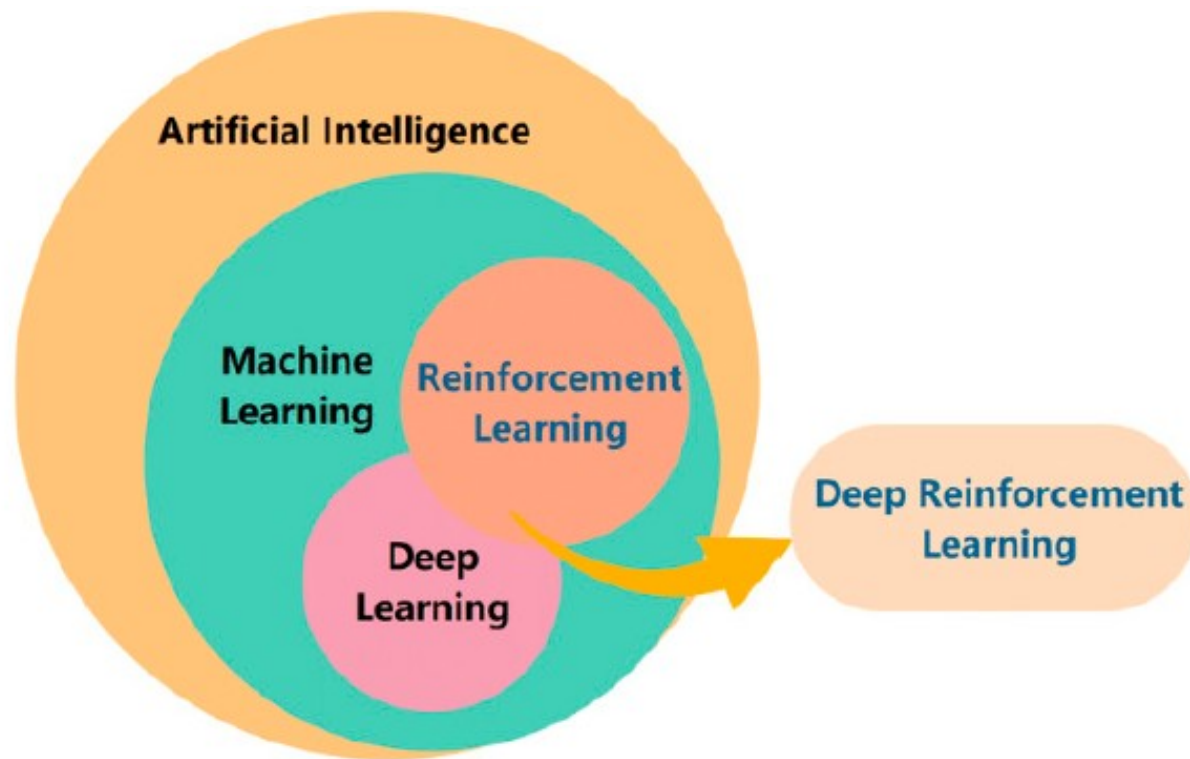 Artificial Intelligence
Machine
Learning
Reinforcement
Learning
Deep
Learning
Deep Reinforcement
Learning